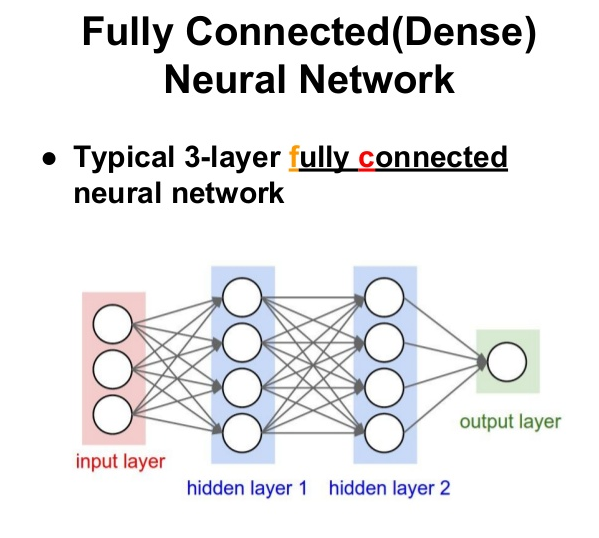 Fully Connected(Dense)
Neural Network
● Typical 3-layer fully connected
neural network
input layer
hidden layer 1
hidden layer 2
output layer